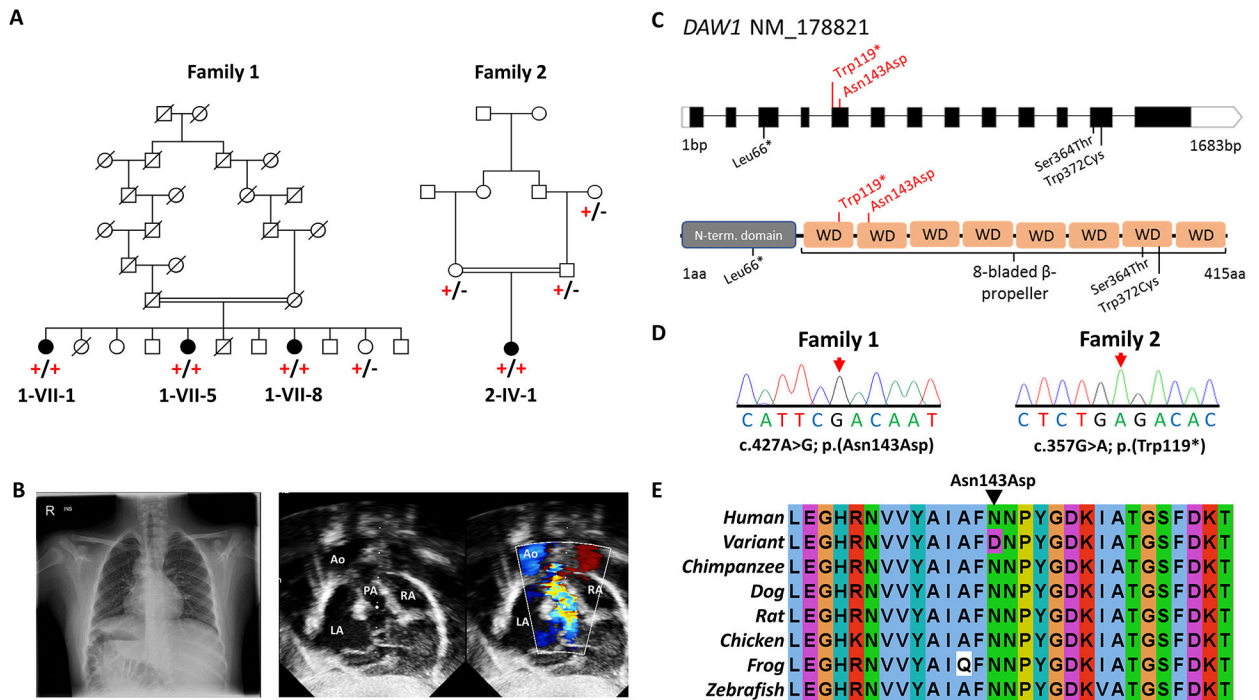 A
Family 1
Family 2
+/-
+/-
+/-
+/+
+/+
+/+
+/-
1-VII-1
1-VII-5
1-VII-8
+/+
2-IV-1
B
R
INS
Ao
PA
RA
LA
Ao
RA
LA
C
DAW1 NM_178821
Trp119*
Asn143Asp
1bp
Leu66*
Ser364Thr
Trp372Cys
1683bp
Trp119*
Asn143Asp
N-term. domain
WD WD WD WD WD WD WD WD
1aa
Leu66*
8-bladed β-
propeller
Ser364Thr
Trp372Cys
415aa
D
Family 1
Family 2
C A T T C G A C A A T
C T C T G A G A C A C
c.427A>G; p.(Asn143Asp)
c.357G>A; p.(Trp119*)
E
Asn143Asp
Human LEGHRNVVYAIAFNNPYGDKIATGSFDKT
Variant LEGHRNVVYAIAFDNPYGDKIATGSFDKT
Chimpanzee LEGHRNVVYAIAFNNPYGDKVATGSFDKT
Dog LEGHRNVVYAIAFNNPYGDKIATGSFDKT
Rat LEGHRNVVYAIAFNNPYGDKIATGSFDKT
Chicken LEGHKNVVYAIAFNNPYGDKIATGSFDKT
Frog LEGHRNVVYAIQFNNPYGDKVATGSFDKT
Zebrafish LEGHRNVVYAIAFNNPYGDKIATGSFDKT